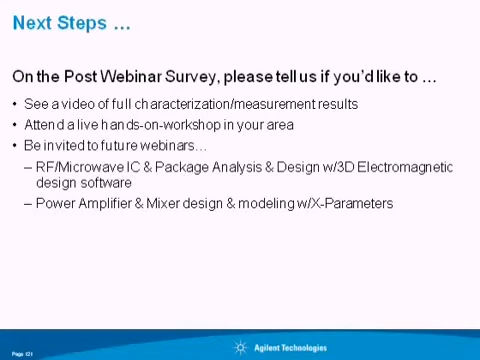 Next Steps …
On the Post Webinar Survey, please tell us if you'd like to …
• See a video of full characterization/measurement results
• Attend a live hands-on-workshop in your area
• Be invited to future webinars…
– RF/Microwave IC & Package Analysis & Design w/3D Electromagnetic
design software
– Power Amplifier & Mixer design & modeling w/X-Parameters
Page
Agilent Technologies